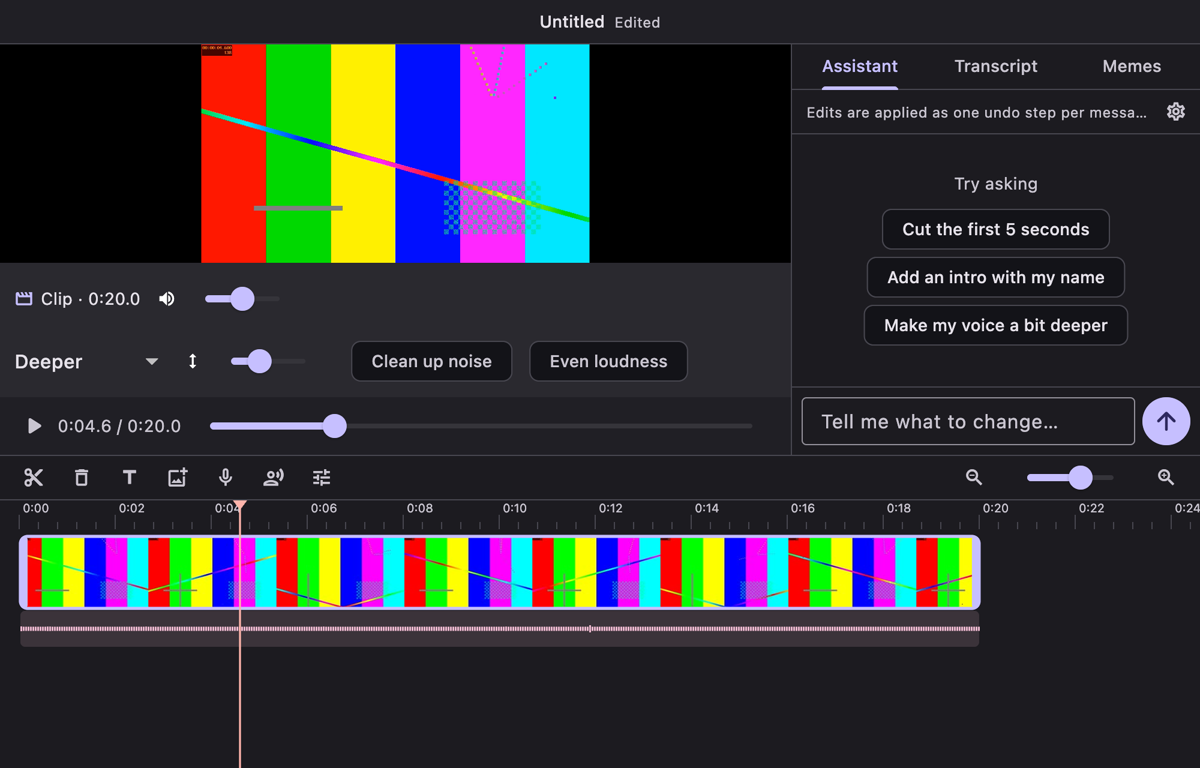 Untitled Edited
Assistant Transcript Memes
Edits are applied as one undo step per messa...
Try asking
Cut the first 5 seconds
Add an intro with my name
Make my voice a bit deeper
Clip · 0:20.0
Deeper
Clean up noise
Even loudness
0:04.6 / 0:20.0
Tell me what to change...
0:00 0:02 0:04 0:06 0:08 0:10 0:12 0:14 0:16 0:18 0:20 0:22 0:24